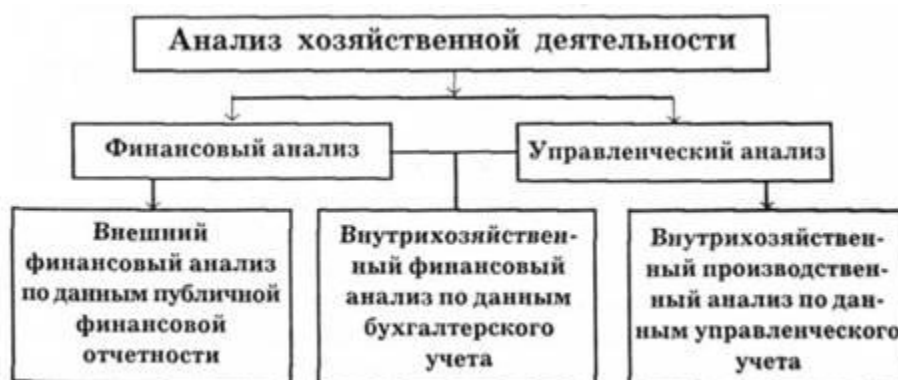 Анализ хозяйственной деятельности
Финансовый анализ
Управленческий анализ
Внешний
финансовый анализ
по данным публичной
финансовой
отчетности
Внутрихозяйствен-
ный финансовый
анализ по данным
бухгалтерского
учета
Внутрихозяйствен-
ный производствен-
ный анализ по дан-
ным управленческого
учета